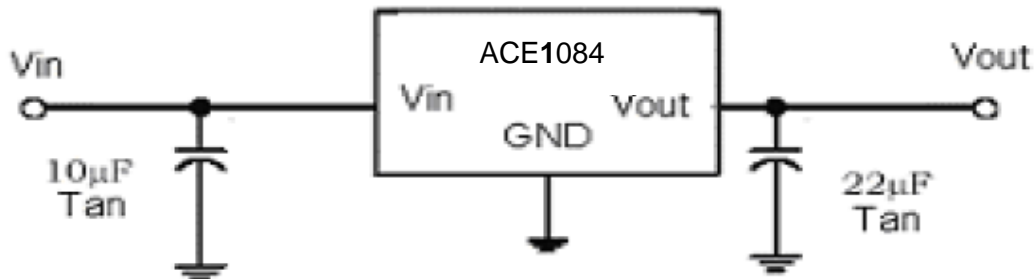 ACE1084
Vin
Vout
Vin
Vout
GND
10µF
Tan
22µF
Tan